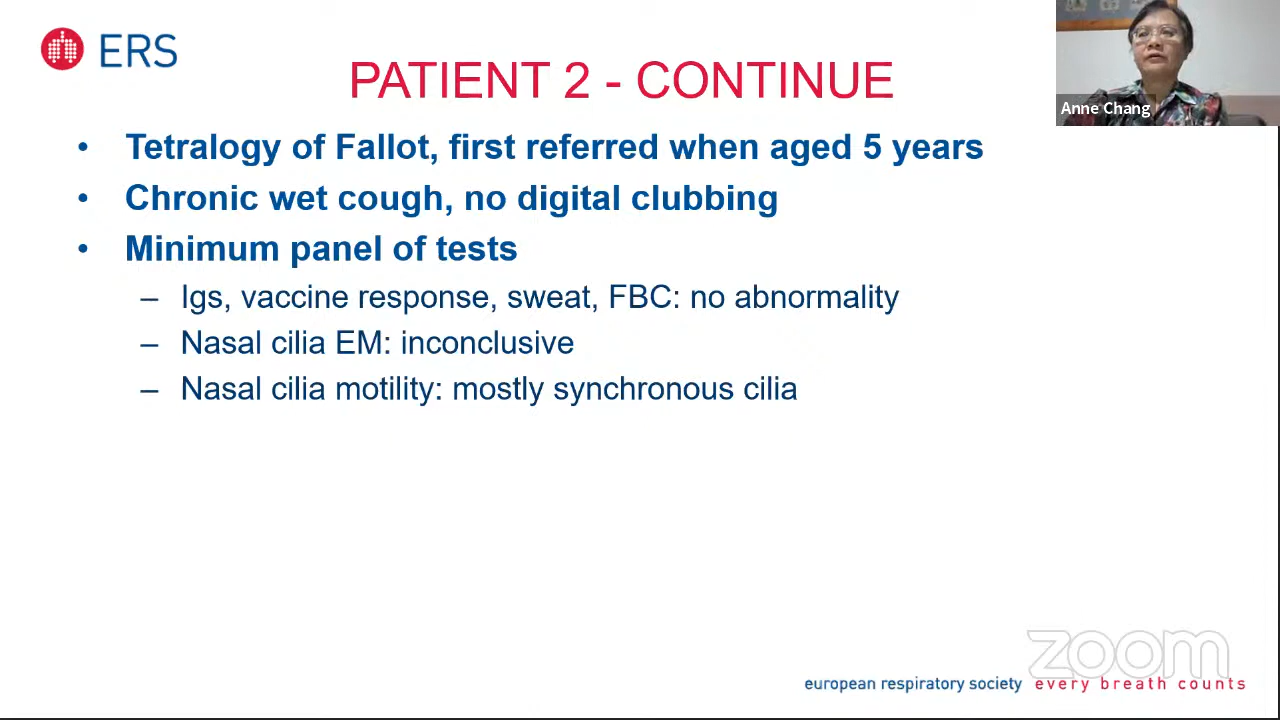 ERS
PATIENT 2 - CONTINUE
Anne Chang
• Tetralogy of Fallot, first referred when aged 5 years
• Chronic wet cough, no digital clubbing
• Minimum panel of tests
– Igs, vaccine response, sweat, FBC: no abnormality
– Nasal cilia EM: inconclusive
– Nasal cilia motility: mostly synchronous cilia
zoom
european respiratory society every breath counts